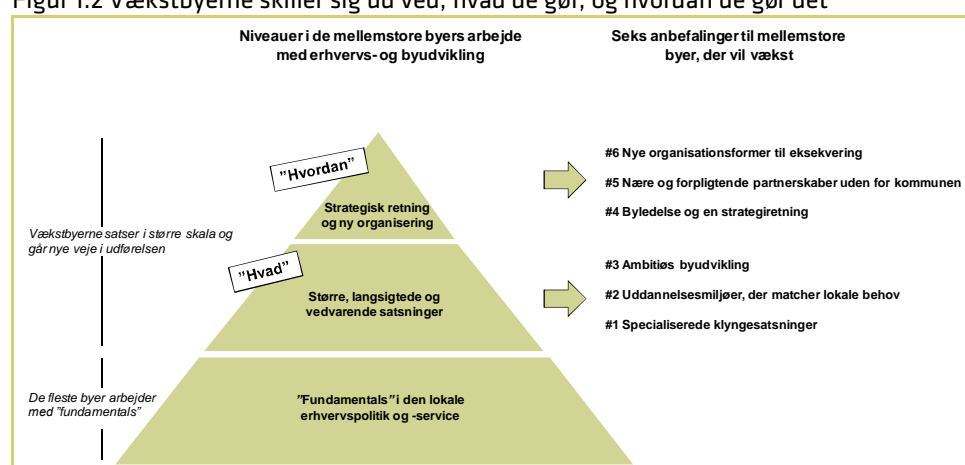 Figur 1.2 Vækstbyerne skiller sig ud ved, hvad de gør, og hvordan de gør det
Niveauer i de mellemstore byers arbejde
med erhvervs- og byudvikling
Seks anbefalinger til mellemstore
byer, der vil vækst
"Hvordan"
Strategisk retning
og ny organisering
#6 Nye organisationsformer til eksekvering
#5 Nære og forpligtende partnerskaber uden for kommunen
#4 Byledelse og en strategiretning
Vækstbyerne satser i større skala og
går nye veje i udførelsen
"Hvad"
Større, langsigtede og
vedvarende satsninger
#3 Ambitiøs byudvikling
#2 Uddannelsesmiljøer, der matcher lokale behov
#1 Specialiserede klyngesatsninger
De fleste byer arbejder
med "fundamentals"
"Fundamentals" i den lokale
erhvervspolitik og -service